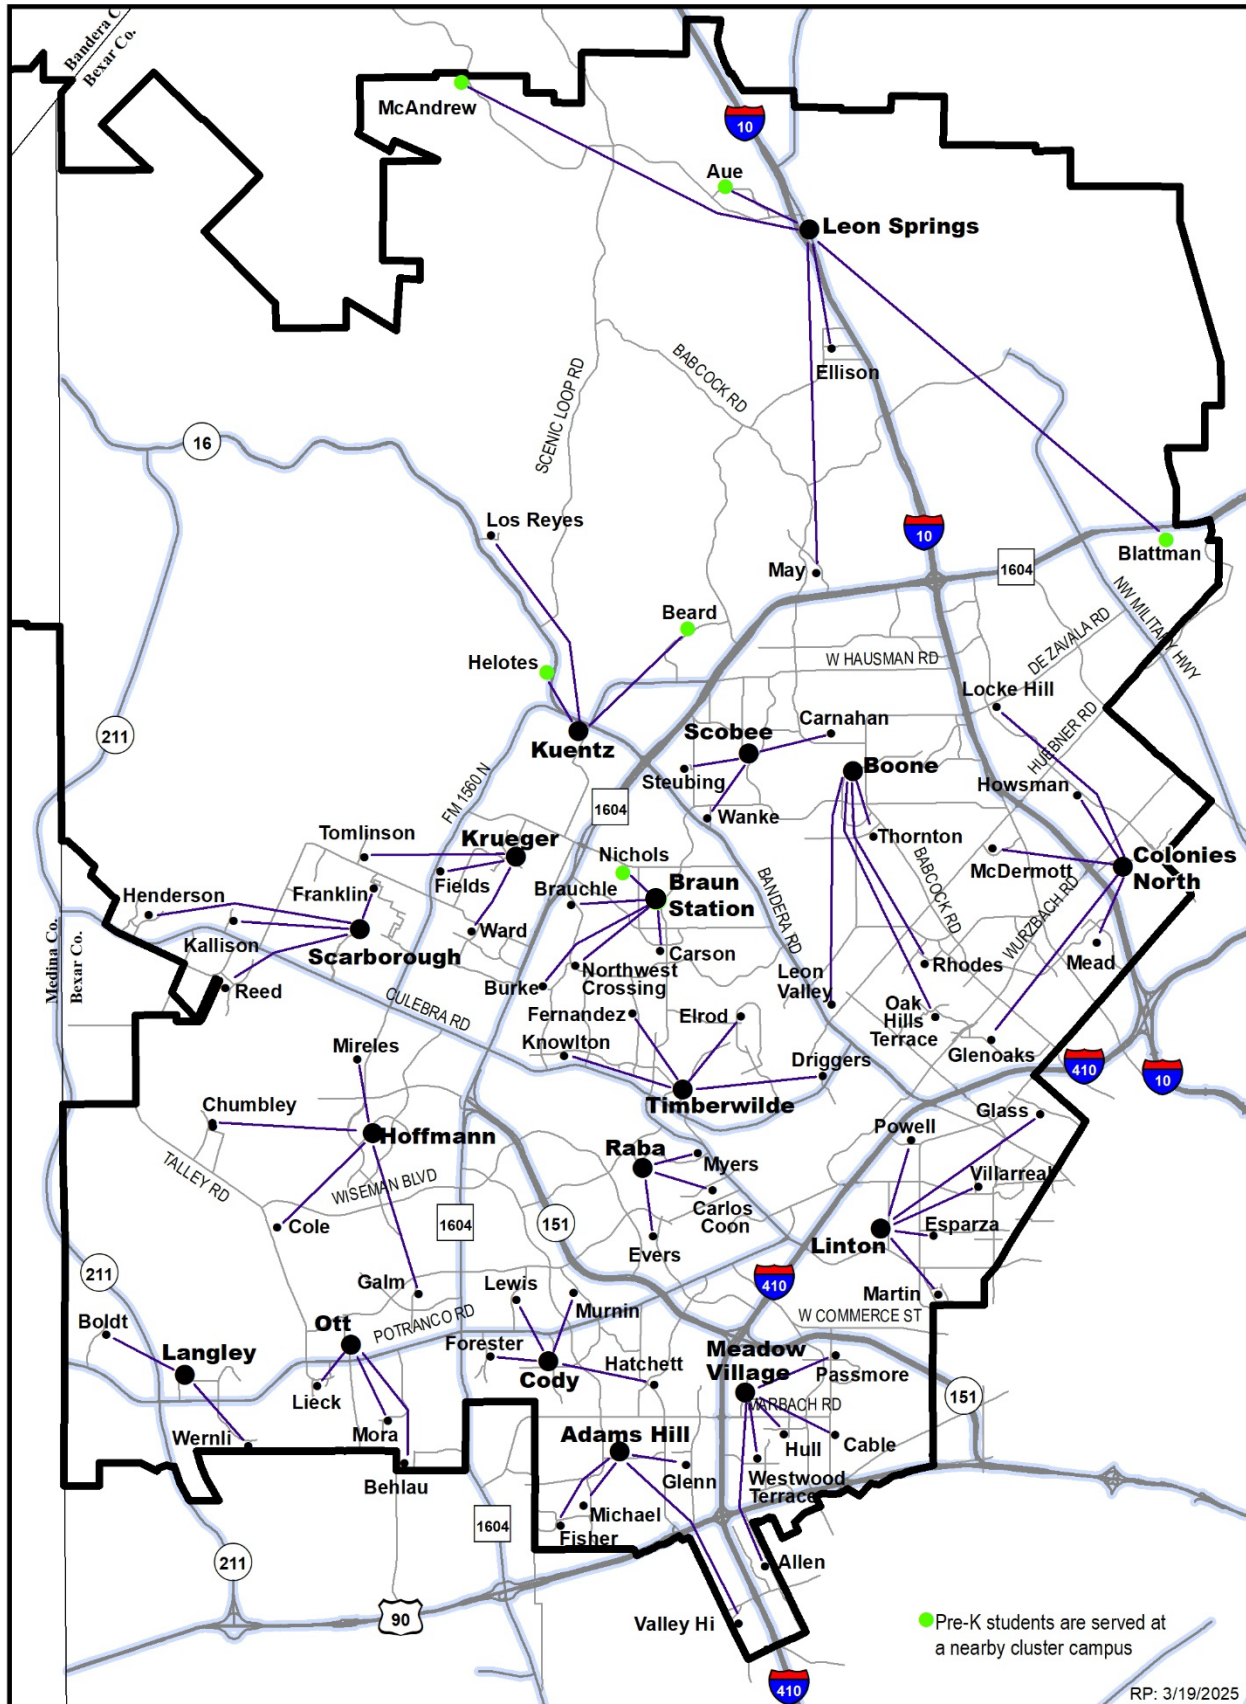 Bandera C
Bexar Co.
McAndrew
10
Aue
Leon Springs
Ellison
BABCOCK RD
SCENIC LOOP RD
16
Los Reyes
10
Blattman
1604
May
NW MILITARY HWY
Beard
DE ZAVALA RD
W HAUSMAN RD
Helotes
Locke Hill
211
Carnahan
Scobee
HUEBNER RD
Kuentz
Steubing
Boone
FM 1560 N
Howsman
1604
Wanke
Tomlinson
Krueger
Thornton
Nichols
McDermott
Colonies
North
Fields
Franklin
Brauchle
Braun
Station
BABCOCK RD
BANDERA RD
WURZBACH RD
Henderson
Kallison
Scarborough
Ward
Carson
Mead
Medina Co.
Bexar Co.
Reed
Northwest
Crossing
Burke
Rhodes
Leon
Valley
CULEBRA RD
Fernandez
Elrod
Oak
Hills
Terrace
Glenoaks
Mireles
Knowlton
Driggers
410
10
Timberwilde
Chumbley
Hoffmann
Glass
Powell
Raba
Myers
TALLEY RD
WISEMAN BLVD
Villarreal
Carlos
Coon
Cole
1604
151
Esparza
Linton
Evers
211
410
Galm
Lewis
Murnin
Martin
Boldt
POTRANCO RD
W COMMERCE ST
Ott
Forester
Meadow
Village
Langley
Hatchett
Passmore
Cody
Lieck
MARBACH RD
151
Wernli
Mora
Adams Hill
Hull
Cable
Behlau
Glenn
Westwood
Terrace
Michael
1604
Fisher
211
Allen
90
Valley Hi
Pre-K students are served at
a nearby cluster campus
410
RP: 3/19/2025